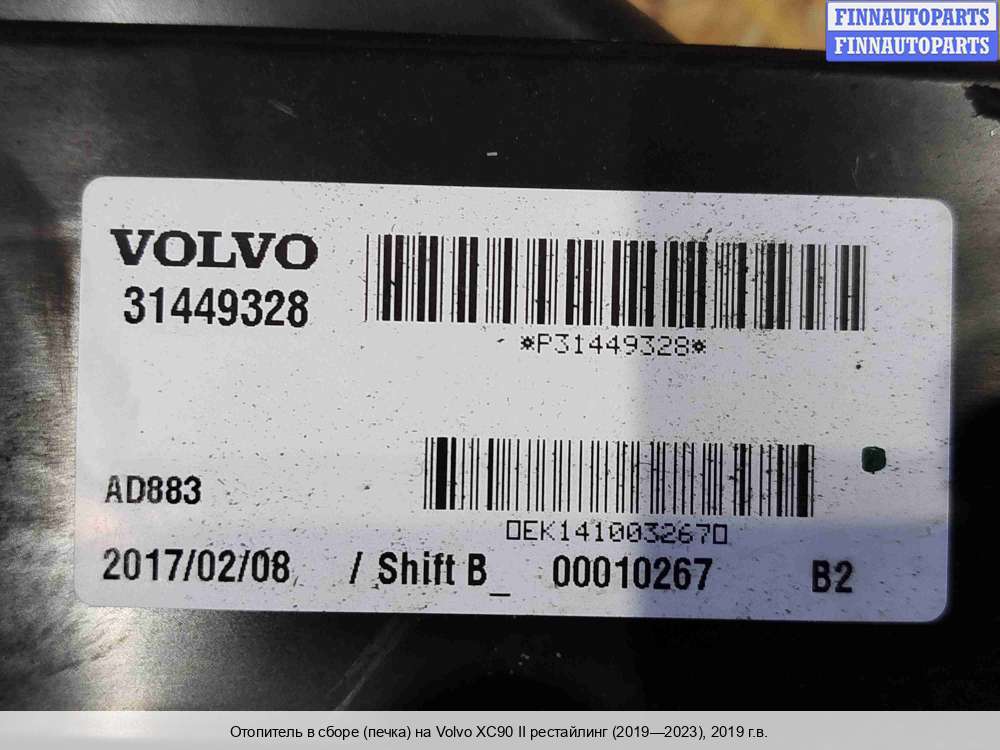 FINNAUTOPARTS
FINNAUTOPARTS
VOLVO
31449328
*P31449328*
AD883
EK141003267
2017/02/08 / Shift B_ 00010267 B2
Отопитель в сборе (печка) на Volvo XC90 II рестайлинг (2019—2023), 2019 г.в.